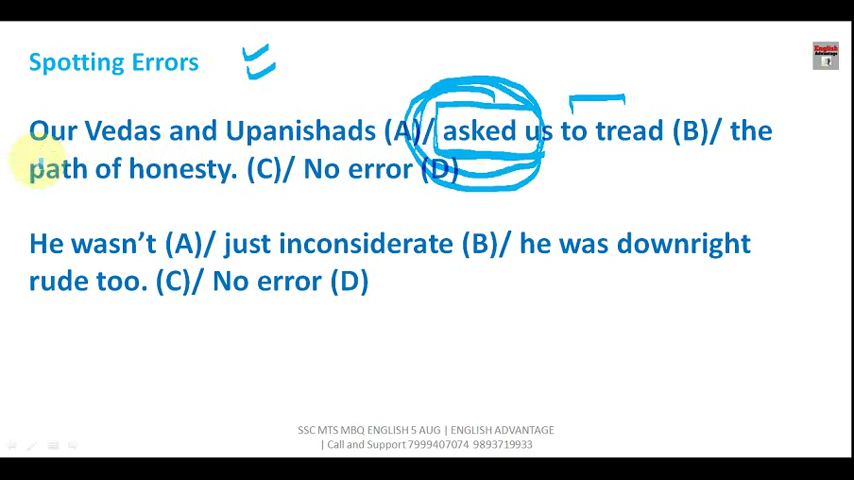 Spotting Errors
English
Advantage
Our Vedas and Upanishads (A)/ asked us to tread (B)/ the
path of honesty. (C)/ No error (D)
He wasn’t (A)/ just inconsiderate (B)/ he was downright
rude too. (C)/ No error (D)
SSC MTS MBQ ENGLISH 5 AUG | ENGLISH ADVANTAGE
| Call and Support 7999407074 9893719933